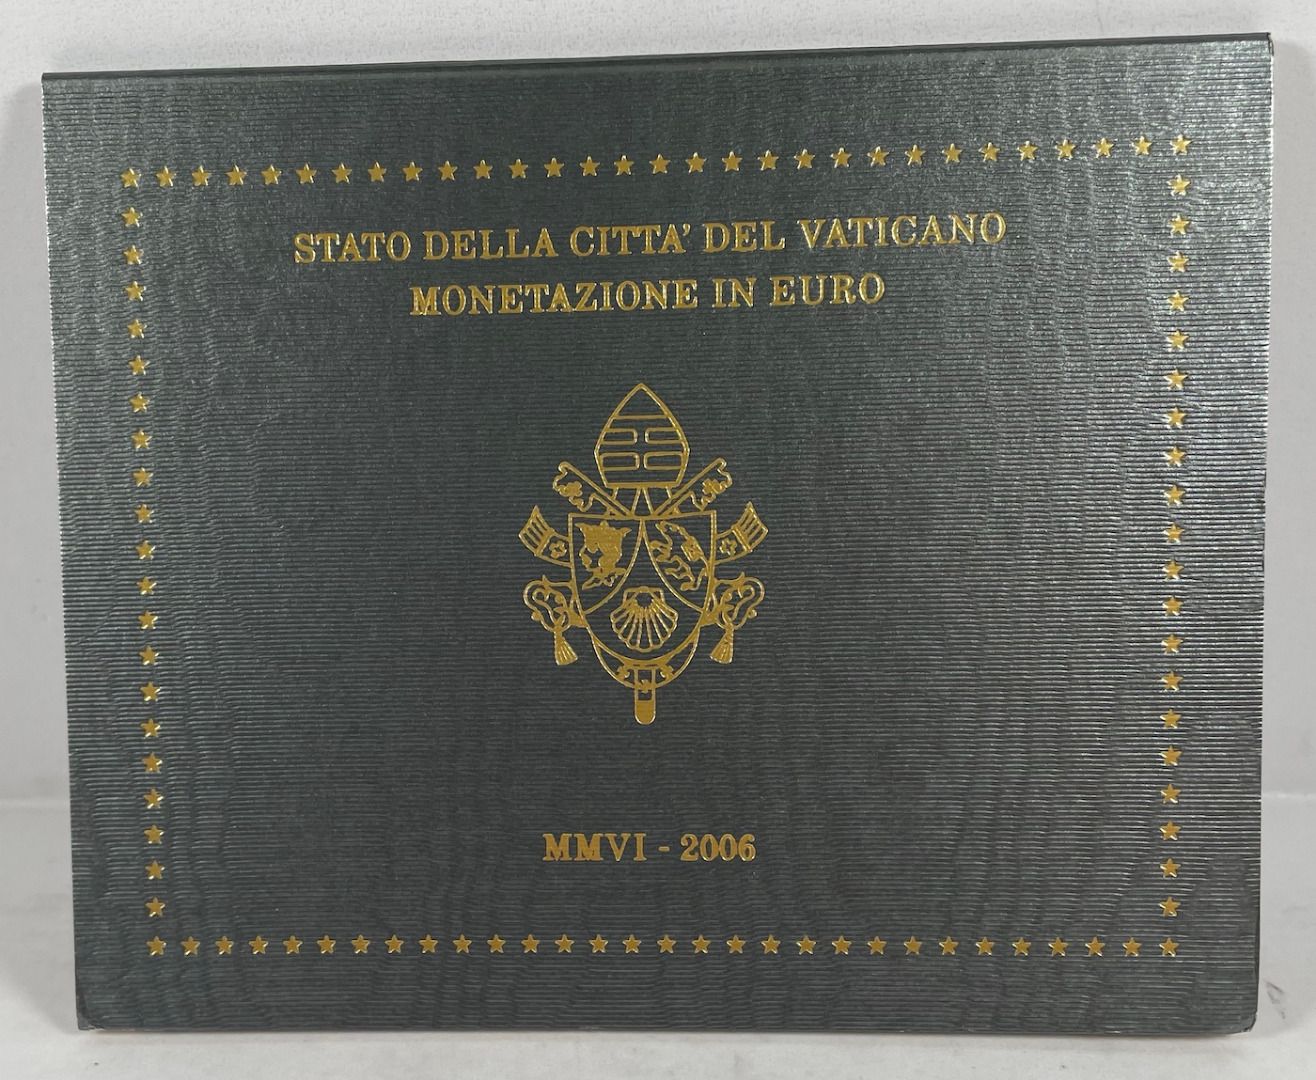 STATO DELLA CITTA' DEL VATICANO
MONETAZIONE IN EURO
MMVI - 2006